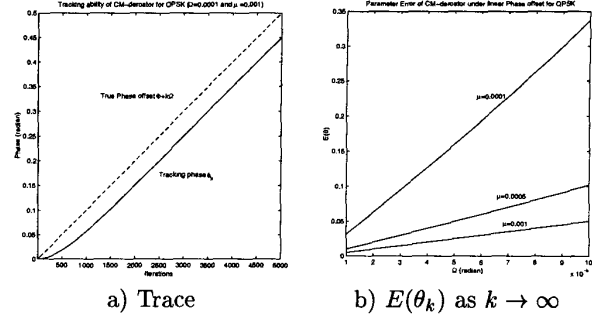 Tracking ability of CM-derotator for QPSK (Ω=0.0001 and μ =0.001)
0.5
0.45
0.4
0.35
0.3
0.25
0.2
0.15
0.1
0.05
0
Phase (radian)
True Phase offset Φ+kΩ
Tracking phase
500 1000 1500 2000 2500 3000 3500 4000 4500 5000
Iterations
a) Trace
Parameter Error of CM-derotator under linear Phase offset for QPSK
0.35
0.3
0.25
0.2
0.15
0.1
0.05
0
E(θ)
μ=0.0001
μ=0.0005
μ=0.001
1 2 3 4 5 6 7 8 9 10
Ω (radian)
b) E(θₖ) as k → ∞